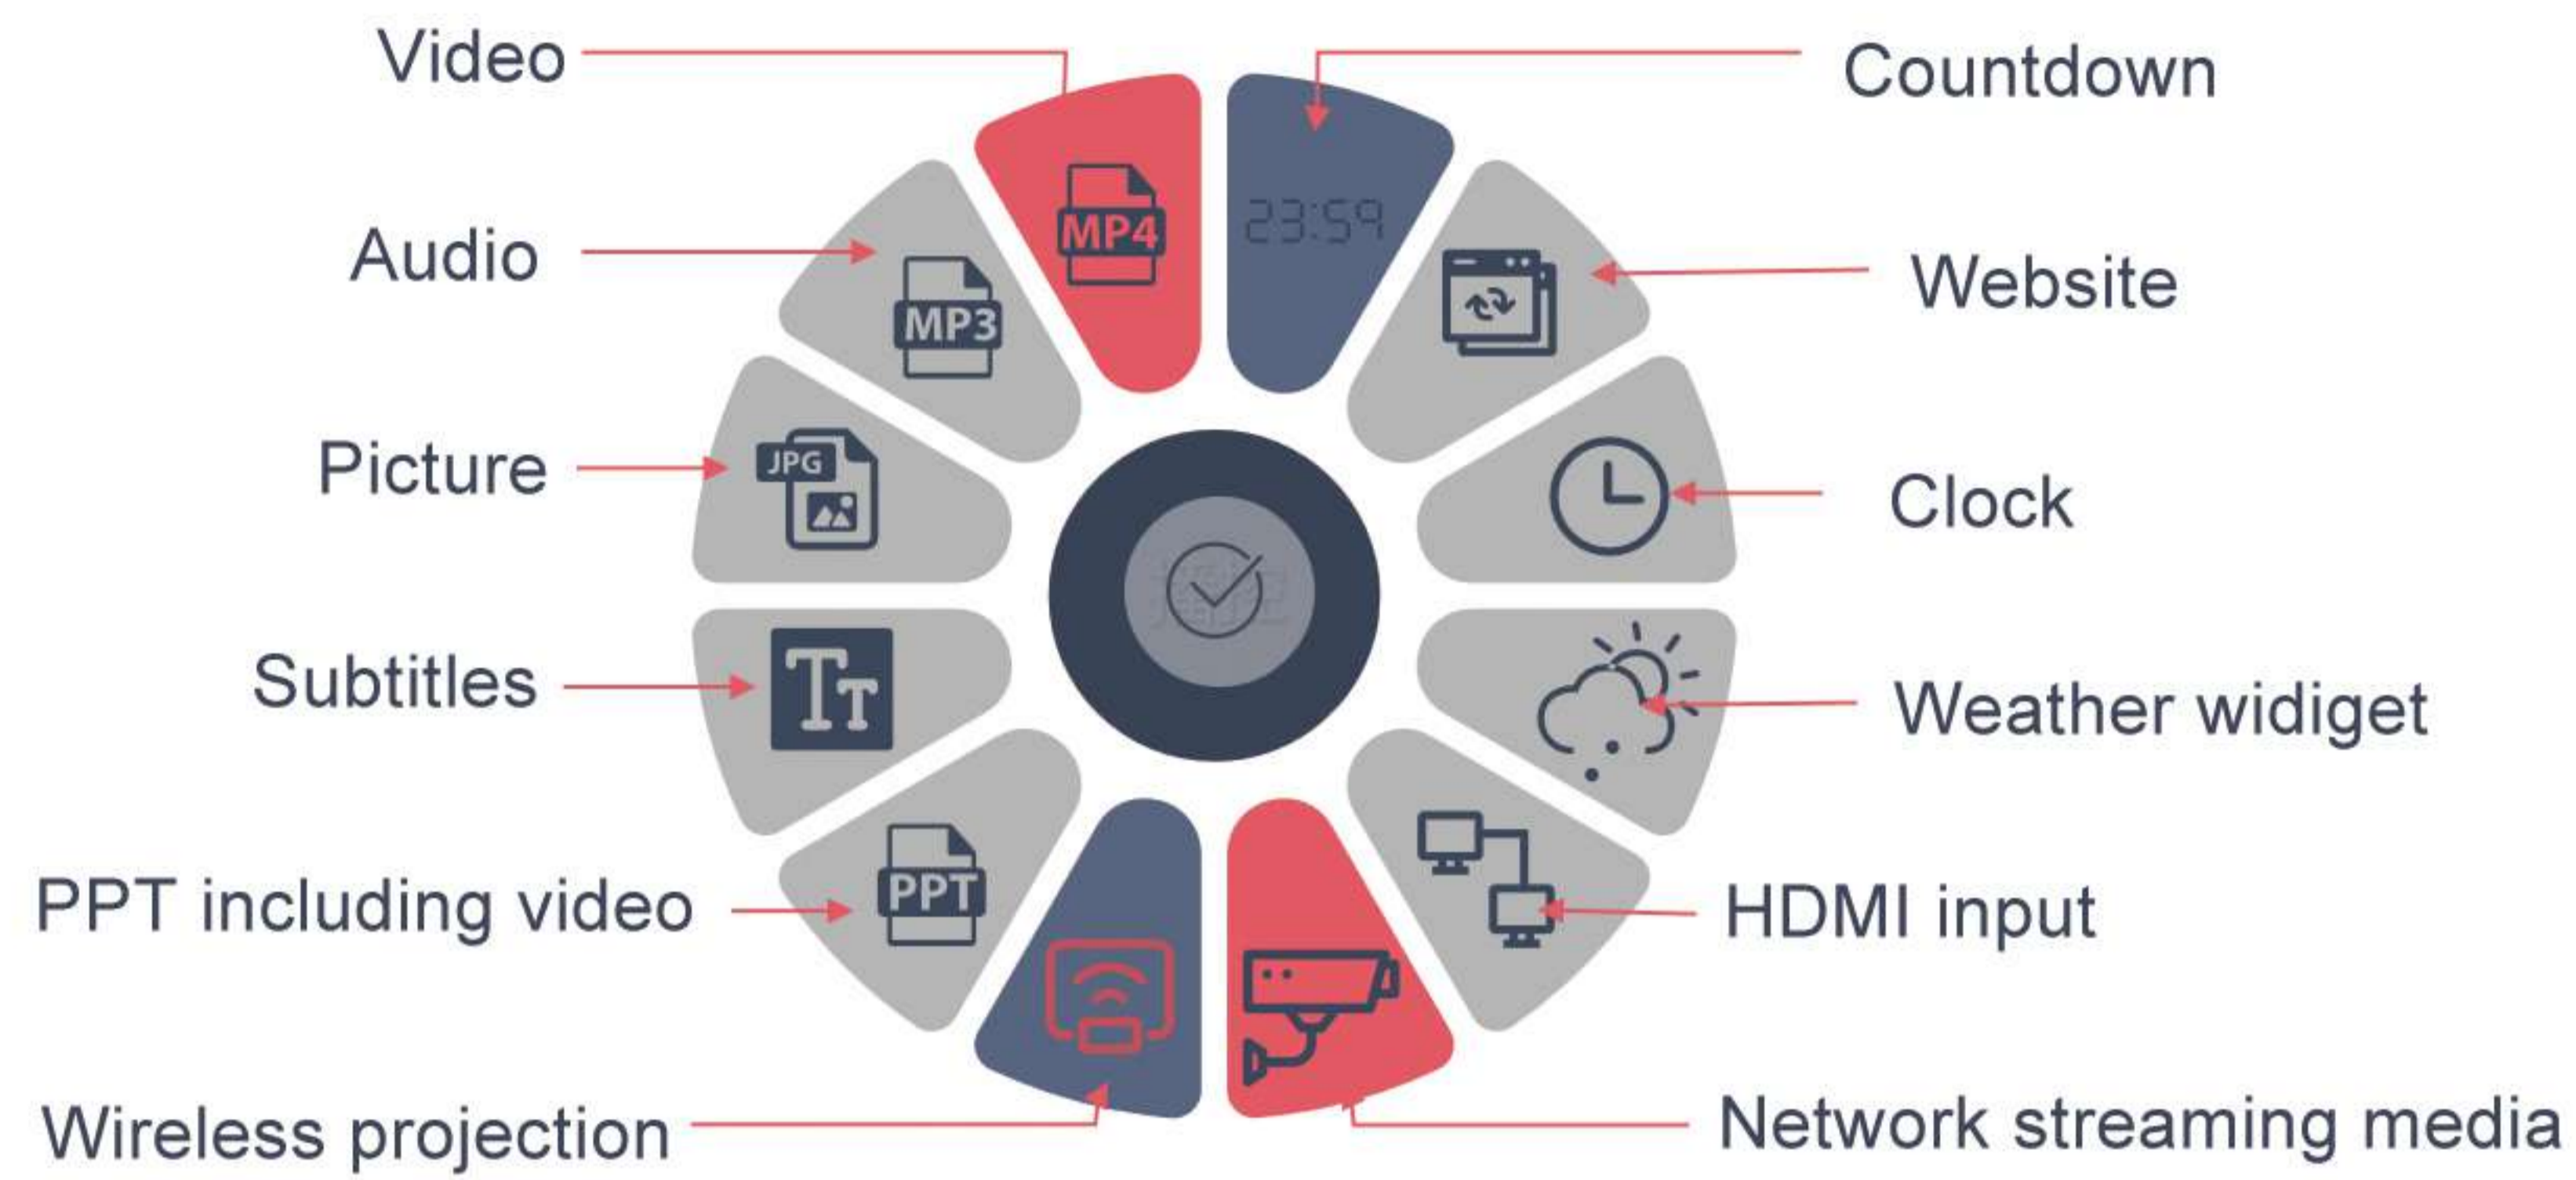 Video
Countdown
MP4
23:59
Audio
Website
MP3
Picture
JPG
Clock
Subtitles
TT
Weather widiget
PPT including video
PPT
HDMI input
Wireless projection
Network streaming media